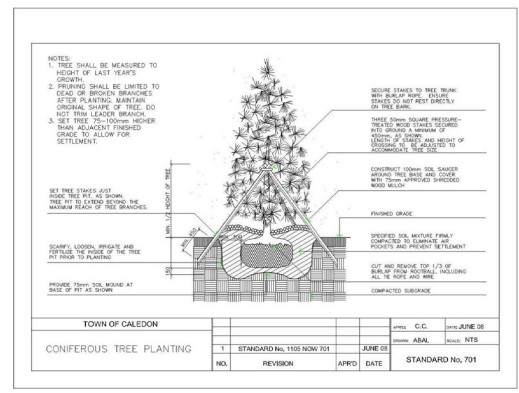 NOTES:
1. TREE SHALL BE MEASURED TO
HEIGHT OF LAST YEAR'S
GROWTH.
2. PRUNING SHALL BE LIMITED TO
DEAD OR BROKEN BRANCHES
AFTER PLANTING; MAINTAIN
ORIGINAL SHAPE OF TREE. DO
NOT TRIM LEADER BRANCH.
3. SET TREE 75-100mm HIGHER
THAN ADJACENT FINISHED
GRADE TO ALLOW FOR
SETTLEMENT.
SET TREE STAKES JUST
INSIDE TREE PIT, AS SHOWN.
TREE PIT TO EXTEND BEYOND THE
MAXIMUM REACH OF TREE BRANCHES.
SCARIFY, LOOSEN, IRRIGATE AND
FERTILIZE THE INSIDE OF THE TREE
PIT PRIOR TO PLANTING
PROVIDE 75mm SOIL MOUND AT
BASE OF PIT AS SHOWN
MIN. 1/2 HEIGHT OF TREE
MIN. 600
150
SECURE STAKES TO TREE TRUNK
WITH BURLAP ROPE. ENSURE
STAKES DO NOT REST DIRECTLY
ON TREE BARK.
THREE 50mm SQUARE PRESSURE-
TREATED WOOD STAKES SECURED
INTO GROUND A MINIMUM OF
450mm, AS SHOWN.
LENGTH OF STAKES AND HEIGHT OF
CROSSING TO BE ADJUSTED TO
ACCOMMODATE TREE SIZE
CONSTRUCT 100mm SOIL SAUCER
AROUND TREE BASE AND COVER
WITH 75mm APPROVED SHREDDED
WOOD MULCH
FINISHED GRADE
SPECIFIED SOIL MIXTURE FIRMLY
COMPACTED TO ELIMINATE AIR
POCKETS AND PREVENT SETTLEMENT
CUT AND REMOVE TOP 1/3 OF
BURLAP FROM ROOTBALL, INCLUDING
ALL TIE ROPE AND WIRE
COMPACTED SUBGRADE
TOWN OF CALEDON
CONIFEROUS TREE PLANTING
1 STANDARD No. 1105 NOW 701 JUNE 08
NO. REVISION APR'D DATE
APPR'D: C.C. DATE: JUNE 08
DRAWN: ABAL SCALE: NTS
STANDARD No. 701